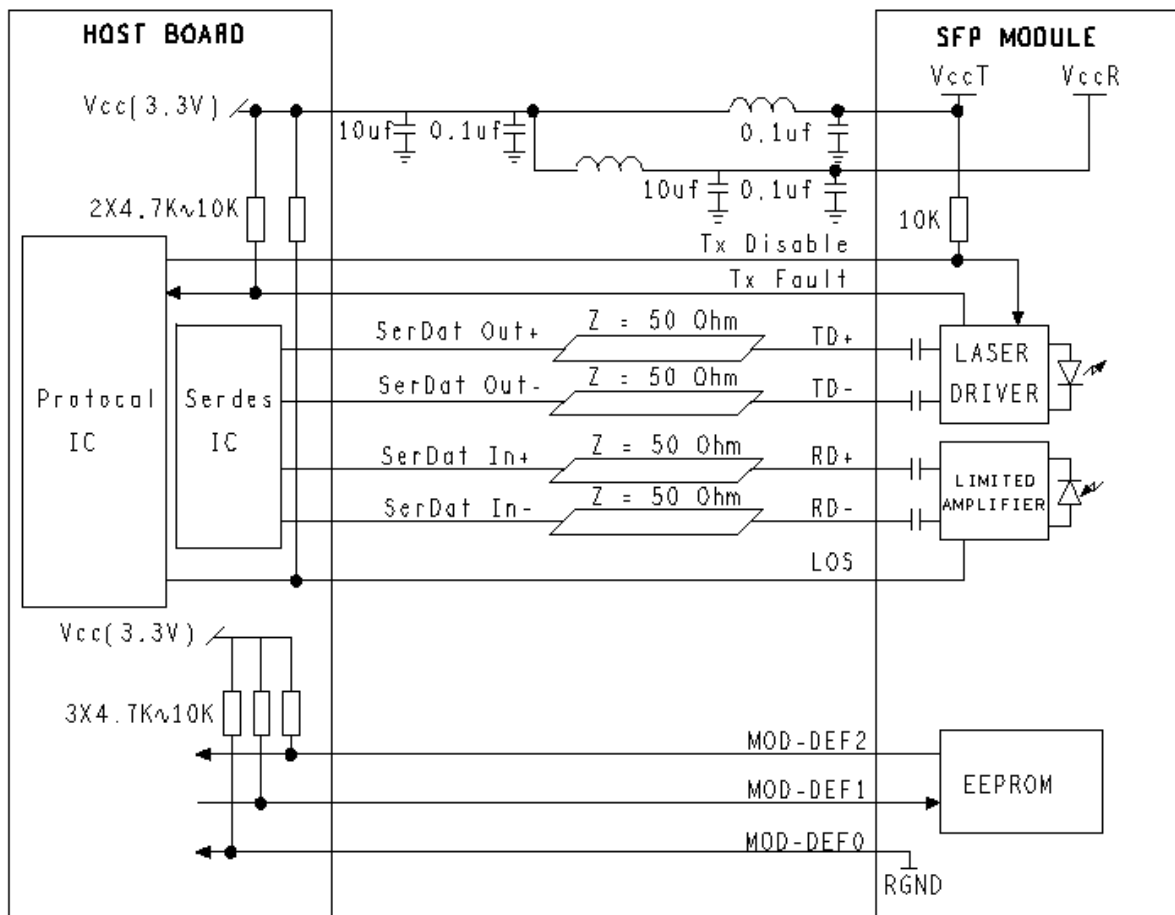 HOST BOARD
SFP MODULE
VccT
VccR
Vcc(3.3V)
10uf
0.1uf
0.1uf
10uf
0.1uf
2X4.7K~10K
10K
Tx Disable
Tx Fault
Protocal
IC
Serdes
IC
SerDat Out+
Z = 50 Ohm
TD+
SerDat Out-
Z = 50 Ohm
TD-
LASER
DRIVER
SerDat In+
Z = 50 Ohm
RD+
SerDat In-
Z = 50 Ohm
RD-
LIMITED
AMPLIFIER
LOS
Vcc(3.3V)
3X4.7K~10K
MOD-DEF2
MOD-DEF1
MOD-DEF0
EEPROM
RGND